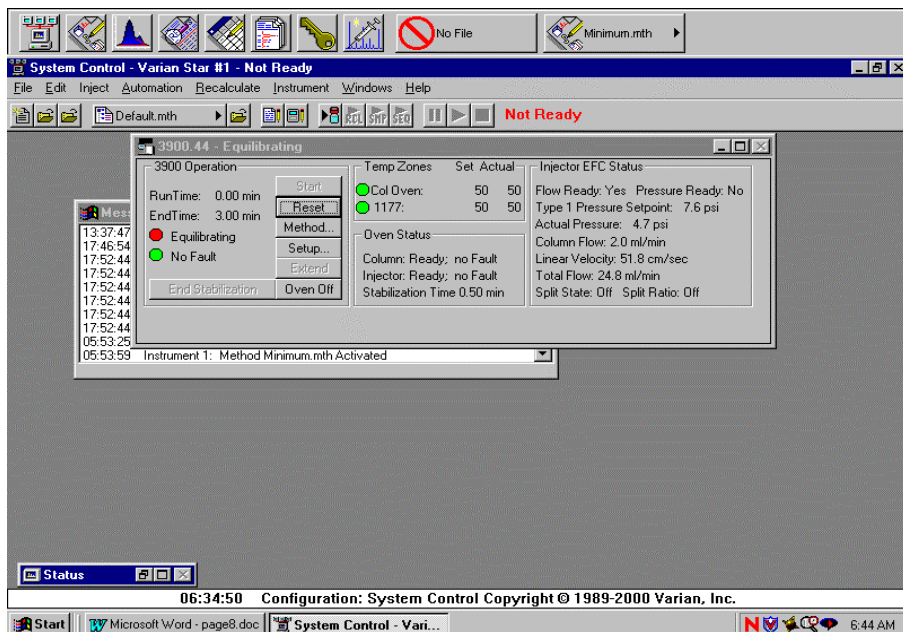 No File
Minimum.mth
System Control - Varian Star #1 - Not Ready
File Edit Inject Automation Recalculate Instrument Windows Help
Default.mth
RCL SMP SEQ
Not Ready
3900.44 - Equilibrating
3900 Operation
RunTime: 0.00 min
EndTime: 3.00 min
Equilibrating
No Fault
End Stabilization
Start
Reset
Method...
Setup...
Extend
Oven Off
Temp Zones Set Actual
Col Oven: 50 50
1177: 50 50
Oven Status
Column: Ready; no Fault
Injector: Ready; no Fault
Stabilization Time 0.50 min
Injector EFC Status
Flow Ready: Yes Pressure Ready: No
Type 1 Pressure Setpoint: 7.6 psi
Actual Pressure: 4.7 psi
Column Flow: 2.0 ml/min
Linear Velocity: 51.8 cm/sec
Total Flow: 24.8 ml/min
Split State: Off Split Ratio: Off
Mess
13:37:47
17:46:54
17:52:44
17:52:44
17:52:44
17:52:44
17:52:44
17:52:44
05:53:25
05:53:59 Instrument 1: Method Minimum.mth Activated
Status
06:34:50 Configuration: System Control Copyright © 1989-2000 Varian, Inc.
Start
Microsoft Word - page8.doc
System Control - Vari...
N
6:44 AM